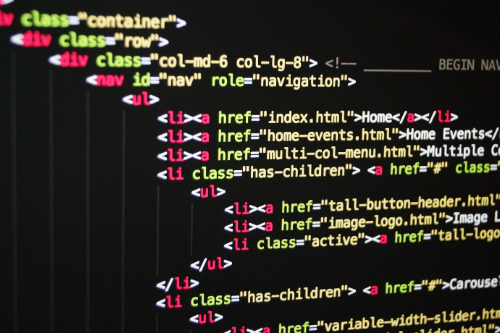 class="container">
<div class="row">
<div class="col-md-6 col-lg-8"> <!-- __________ BEGIN NAV
<nav id="nav" role="navigation">
<ul>
<li><a href="index.html">Home</a></li>
<li><a href="home-events.html">Home Events</
<li><a href="multi-col-menu.html">Multiple
<li class="has-children"> <a href="#" class=
<ul>
<li><a href="tall-button-header.html
<li><a href="image-logo.html">Image
<li class="active"><a href="tall-logo
</ul>
</li>
<li class="has-children"> <a href="#">Carouse
<ul>
<li><a href="variable-width-slider.htm